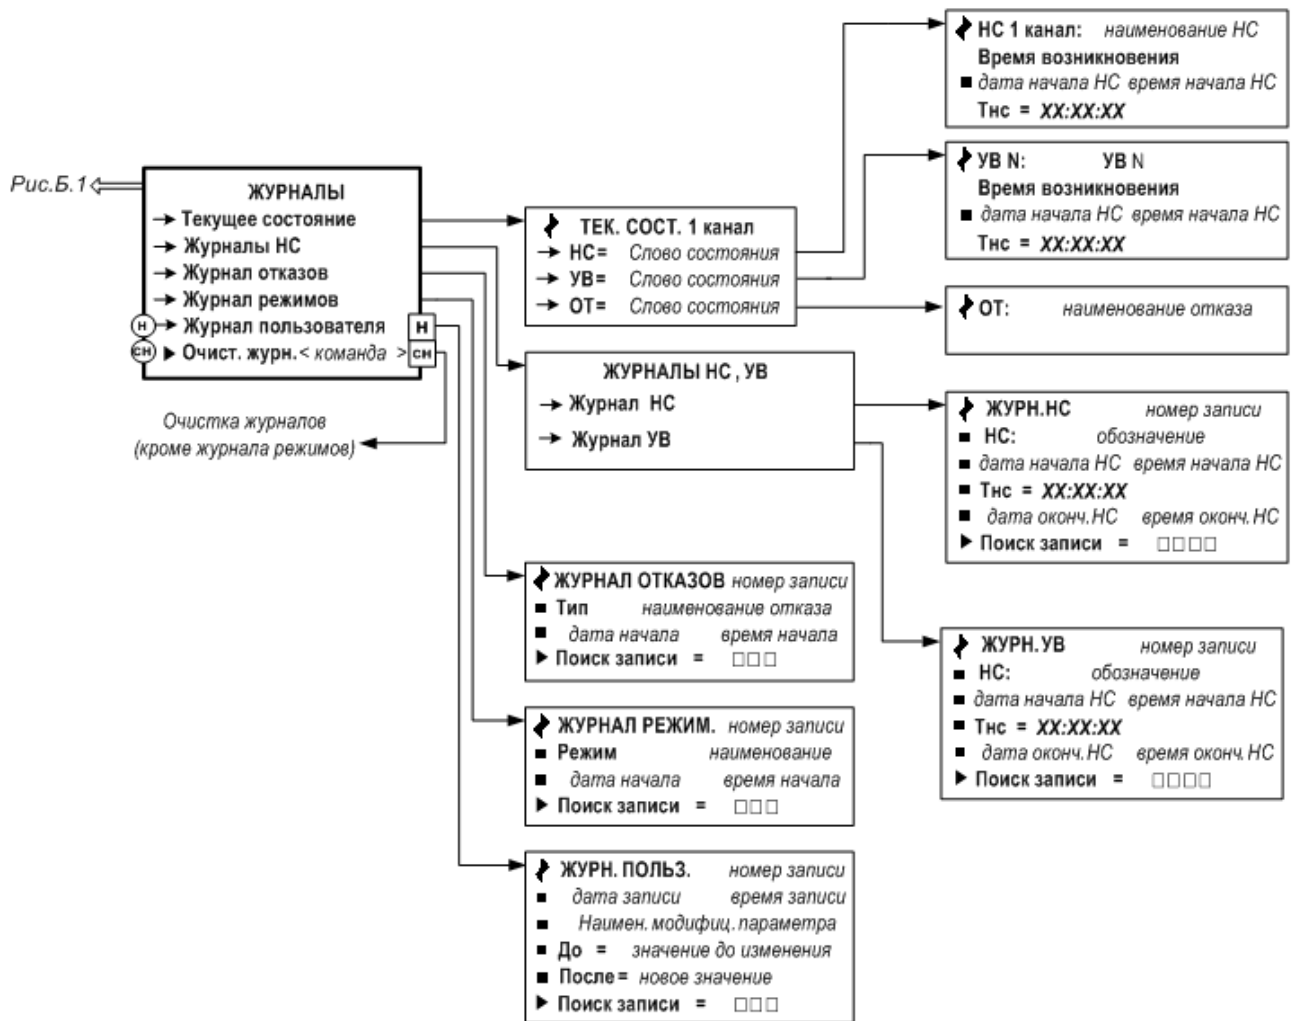 Рис.Б.1
ЖУРНАЛЫ
Текущее состояние
Журналы НС
Журнал отказов
Журнал режимов
Н Журнал пользователя Н
СН Очист. журн.< команда > СН
Очистка журналов
(кроме журнала режимов)
ТЕК. СОСТ. 1 канал
НС= Слово состояния
УВ= Слово состояния
ОТ= Слово состояния
ЖУРНАЛЫ НС , УВ
Журнал НС
Журнал УВ
ЖУРНАЛ ОТКАЗОВ номер записи
Тип наименование отказа
дата начала время начала
Поиск записи = □□□
ЖУРНАЛ РЕЖИМ. номер записи
Режим наименование
дата начала время начала
Поиск записи = □□□
ЖУРН. ПОЛЬЗ. номер записи
дата записи время записи
Наимен. модифиц. параметра
До = значение до изменения
После= новое значение
Поиск записи = □□□
НС 1 канал: наименование НС
Время возникновения
дата начала НС время начала НС
Тнс = XX:XX:XX
УВ N: УВ N
Время возникновения
дата начала НС время начала НС
Тнс = XX:XX:XX
ОТ: наименование отказа
ЖУРН.НС номер записи
НС: обозначение
дата начала НС время начала НС
Тнс = XX:XX:XX
дата оконч. НС время оконч. НС
Поиск записи = □□□□
ЖУРН. УВ номер записи
НС: обозначение
дата начала НС время начала НС
Тнс = XX:XX:XX
дата оконч. НС время оконч. НС
Поиск записи = □□□□